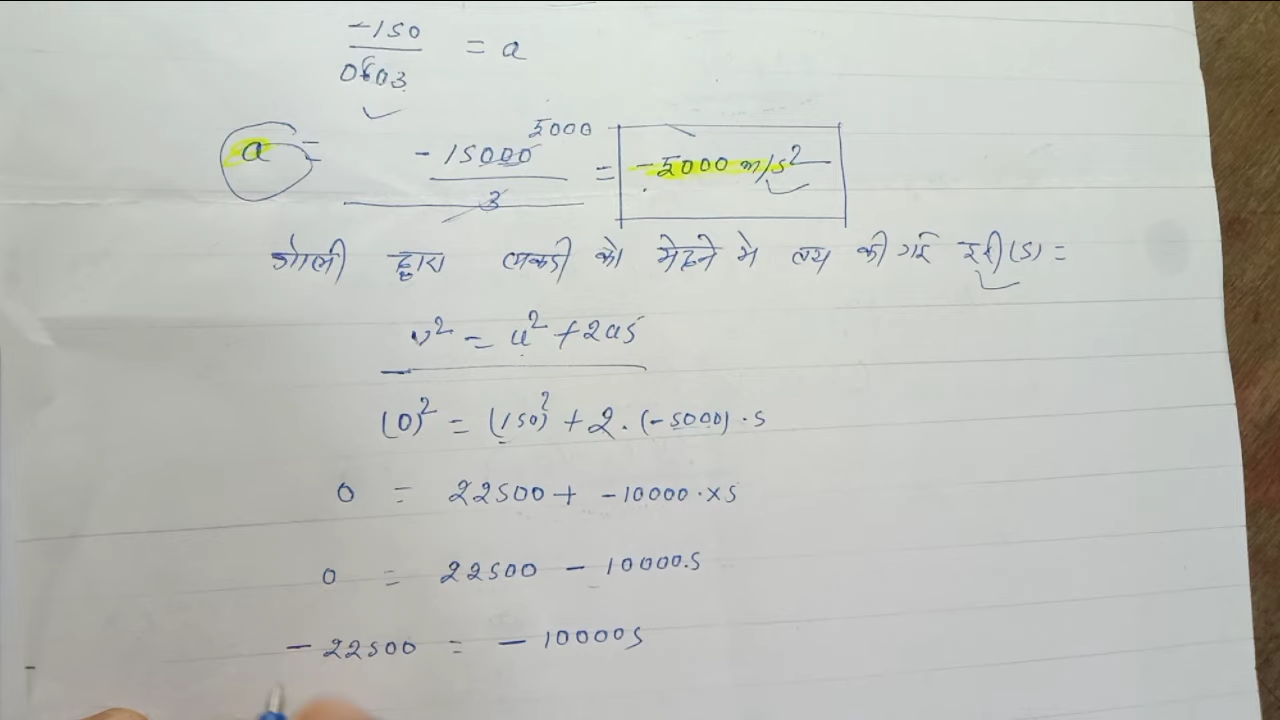 -150
= a
0.03
5000
a = -15000 = -5000 m/s²
3
गोली द्वारा लकडी को भेदने मे तय की गई दूरी (s) =
v² = u² + 2as
(0)² = (150)² + 2.(-5000).s
0 = 22500 + -10000.×s
0 = 22500 - 10000.s
-22500 = -10000s